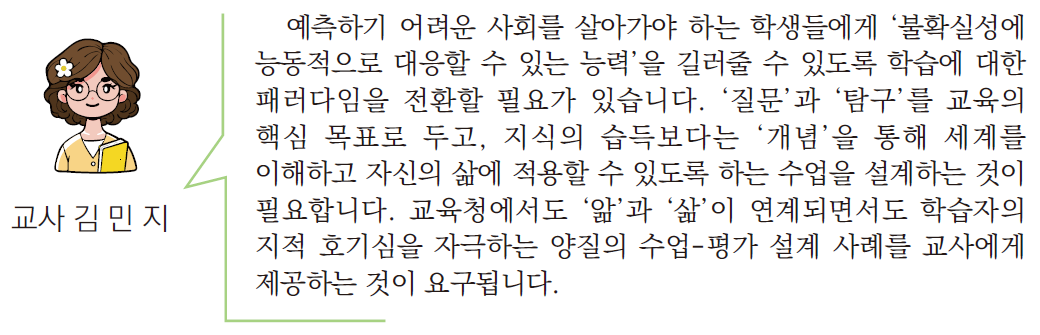 예측하기 어려운 사회를 살아가야 하는 학생들에게 ‘불확실성에
능동적으로 대응할 수 있는 능력’을 길러줄 수 있도록 학습에 대한
패러다임을 전환할 필요가 있습니다. ‘질문’과 ‘탐구’를 교육의
핵심 목표로 두고, 지식의 습득보다는 ‘개념’을 통해 세계를
이해하고 자신의 삶에 적용할 수 있도록 하는 수업을 설계하는 것이
필요합니다. 교육청에서도 ‘앎’과 ‘삶’이 연계되면서도 학습자의
지적 호기심을 자극하는 양질의 수업-평가 설계 사례를 교사에게
제공하는 것이 요구됩니다.
교사 김 민 지